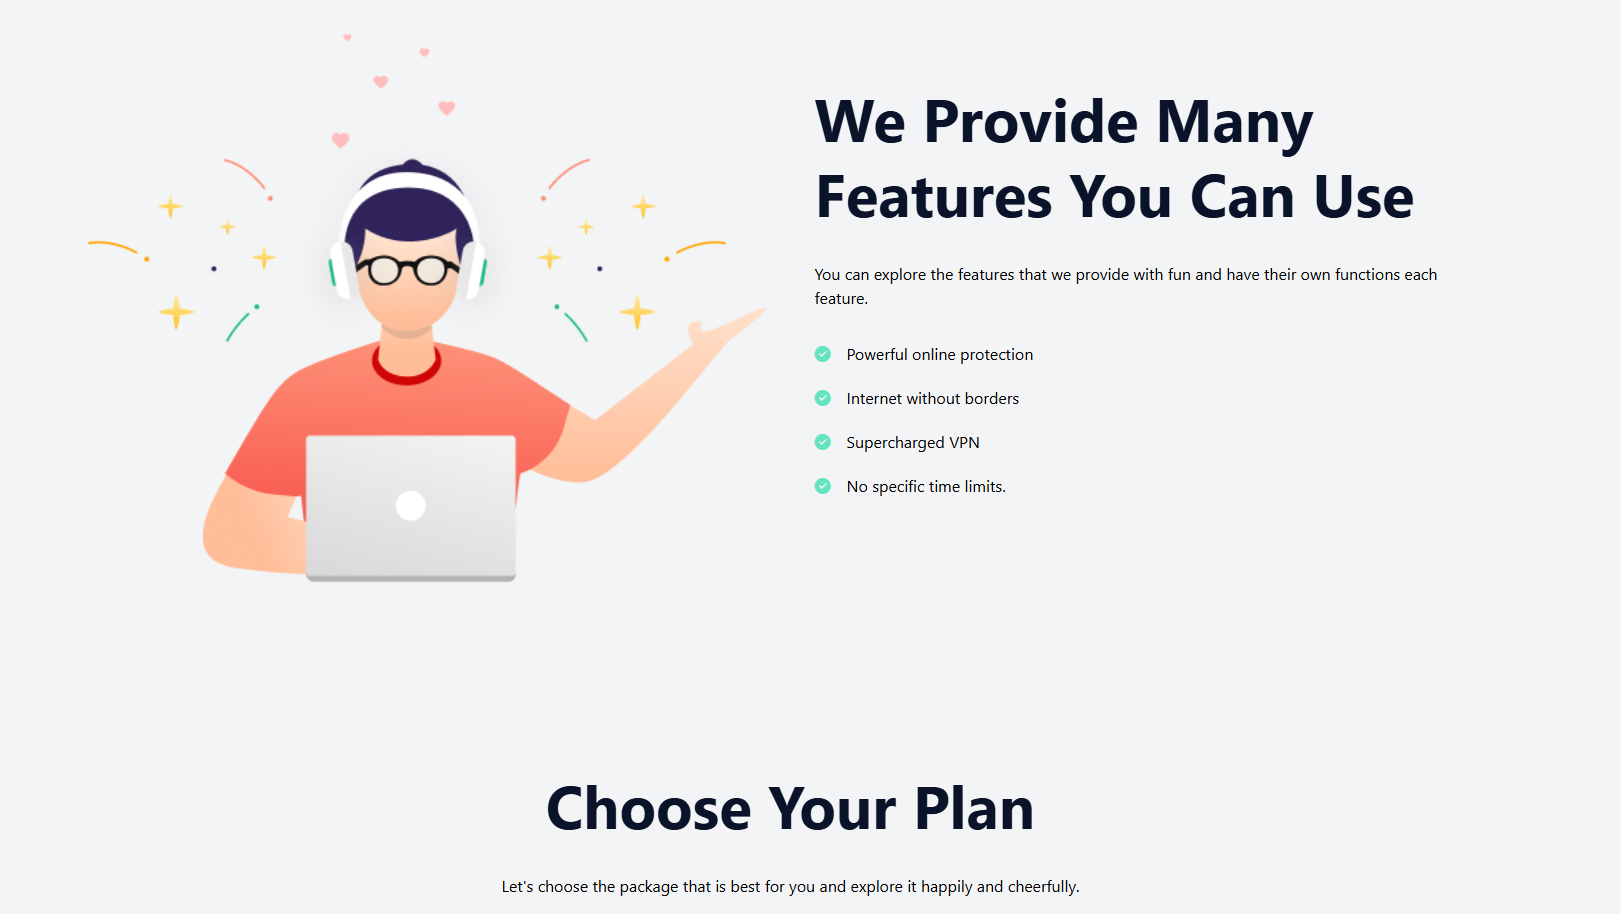 We Provide Many
Features You Can Use
You can explore the features that we provide with fun and have their own functions each
feature.
Powerful online protection
Internet without borders
Supercharged VPN
No specific time limits.
Choose Your Plan
Let's choose the package that is best for you and explore it happily and cheerfully.